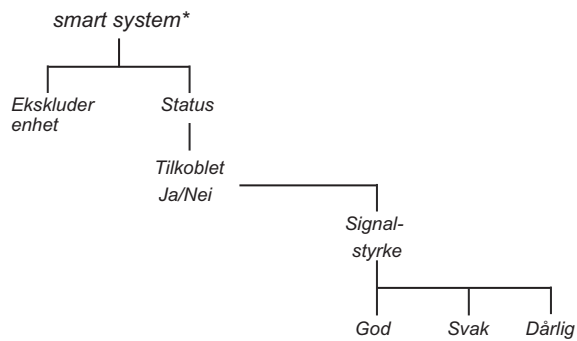 smart system*
Ekskluder
enhet
Status
Tilkoblet
Ja/Nei
Signal-
styrke
God
Svak
Dårlig